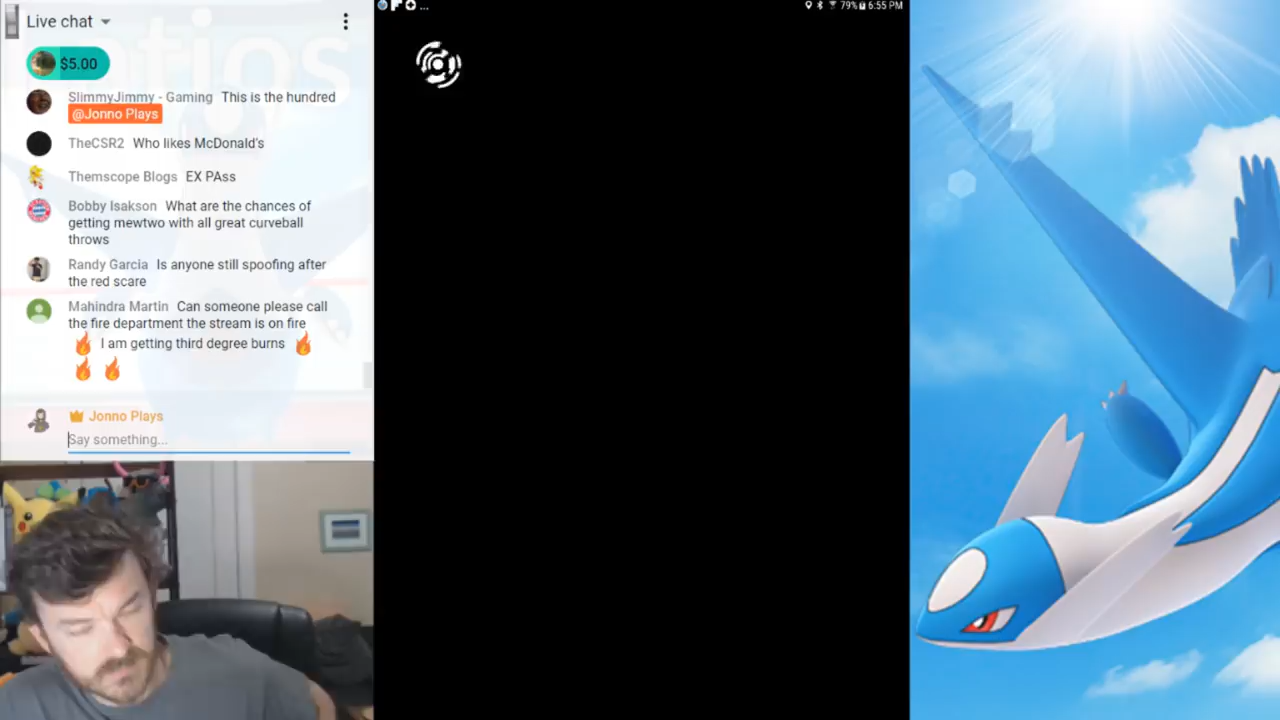 Live chat
$5.00
SlimmyJimmy - Gaming This is the hundred
@Jonno Plays
TheCSR2 Who likes McDonald's
Themscope Blogs EX PAss
Bobby Isakson What are the chances of
getting mewtwo with all great curveball
throws
Randy Garcia Is anyone still spoofing after
the red scare
Mahindra Martin Can someone please call
the fire department the stream is on fire
🔥 I am getting third degree burns 🔥
🔥 🔥
Jonno Plays
Say something...
... 79% 6:55 PM